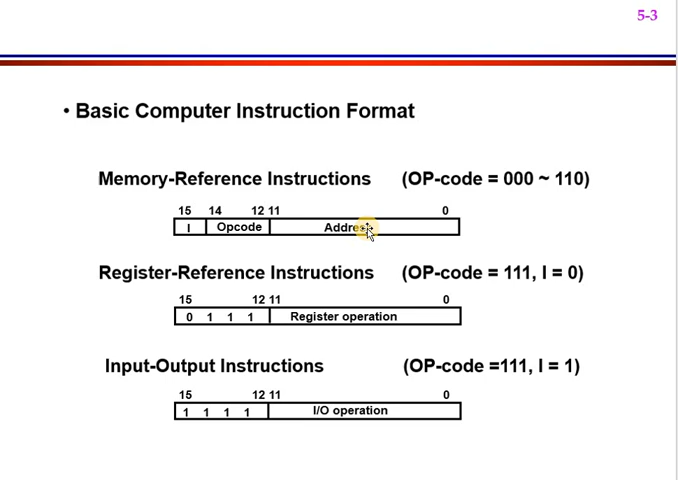 5-3
• Basic Computer Instruction Format
Memory-Reference Instructions (OP-code = 000 ~ 110)
15 14 12 11 0
I Opcode Address
Register-Reference Instructions (OP-code = 111, I = 0)
15 12 11 0
0 1 1 1 Register operation
Input-Output Instructions (OP-code =111, I = 1)
15 12 11 0
1 1 1 1 I/O operation